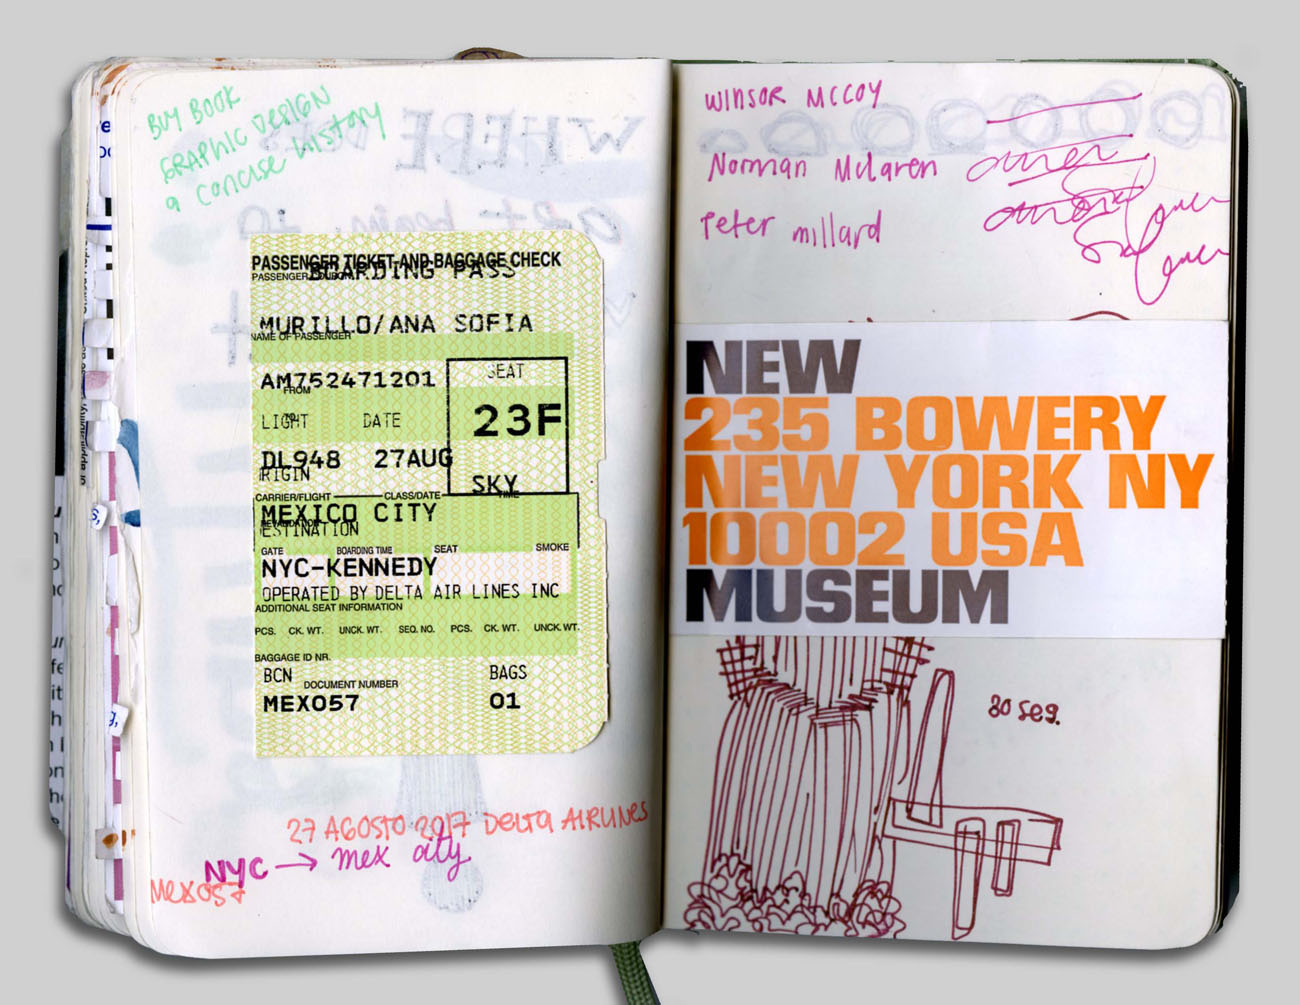 BUY BOOK
GRAPHIC DESIGN
a concise History
PASSENGER TICKET AND BAGGAGE CHECK
BOARDING PASS
PASSENGER COUPON
MURILLO/ANA SOFIA
NAME OF PASSENGER
AM752471201
FROM
SEAT
LIGHT DATE
23F
DL948 27AUG
RIGIN
SKY
CARRIER/FLIGHT CLASS/DATE TIME
MEXICO CITY
ESTINATION
GATE BOARDING TIME SEAT SMOKE
NYC-KENNEDY
OPERATED BY DELTA AIR LINES INC
ADDITIONAL SEAT INFORMATION
PCS. CK. WT. UNCK. WT. SEQ. NO. PCS. CK. WT. UNCK. WT.
BAGGAGE ID NR.
BCN BAGS
DOCUMENT NUMBER
MEX057 01
27 AGOSTO 2017 DELTA AIRLINES
NYC → mex city
Mex057
WINSOR MCCOY
Norman McLaren
Peter millard
NEW
235 BOWERY
NEW YORK NY
10002 USA
MUSEUM
30 seg.